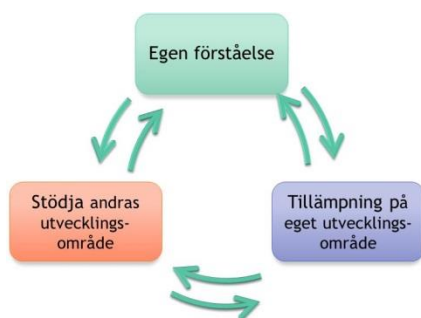 Egen förståelse
Stödja andras
utvecklings-
område
Tillämpning på
eget utvecklings-
område